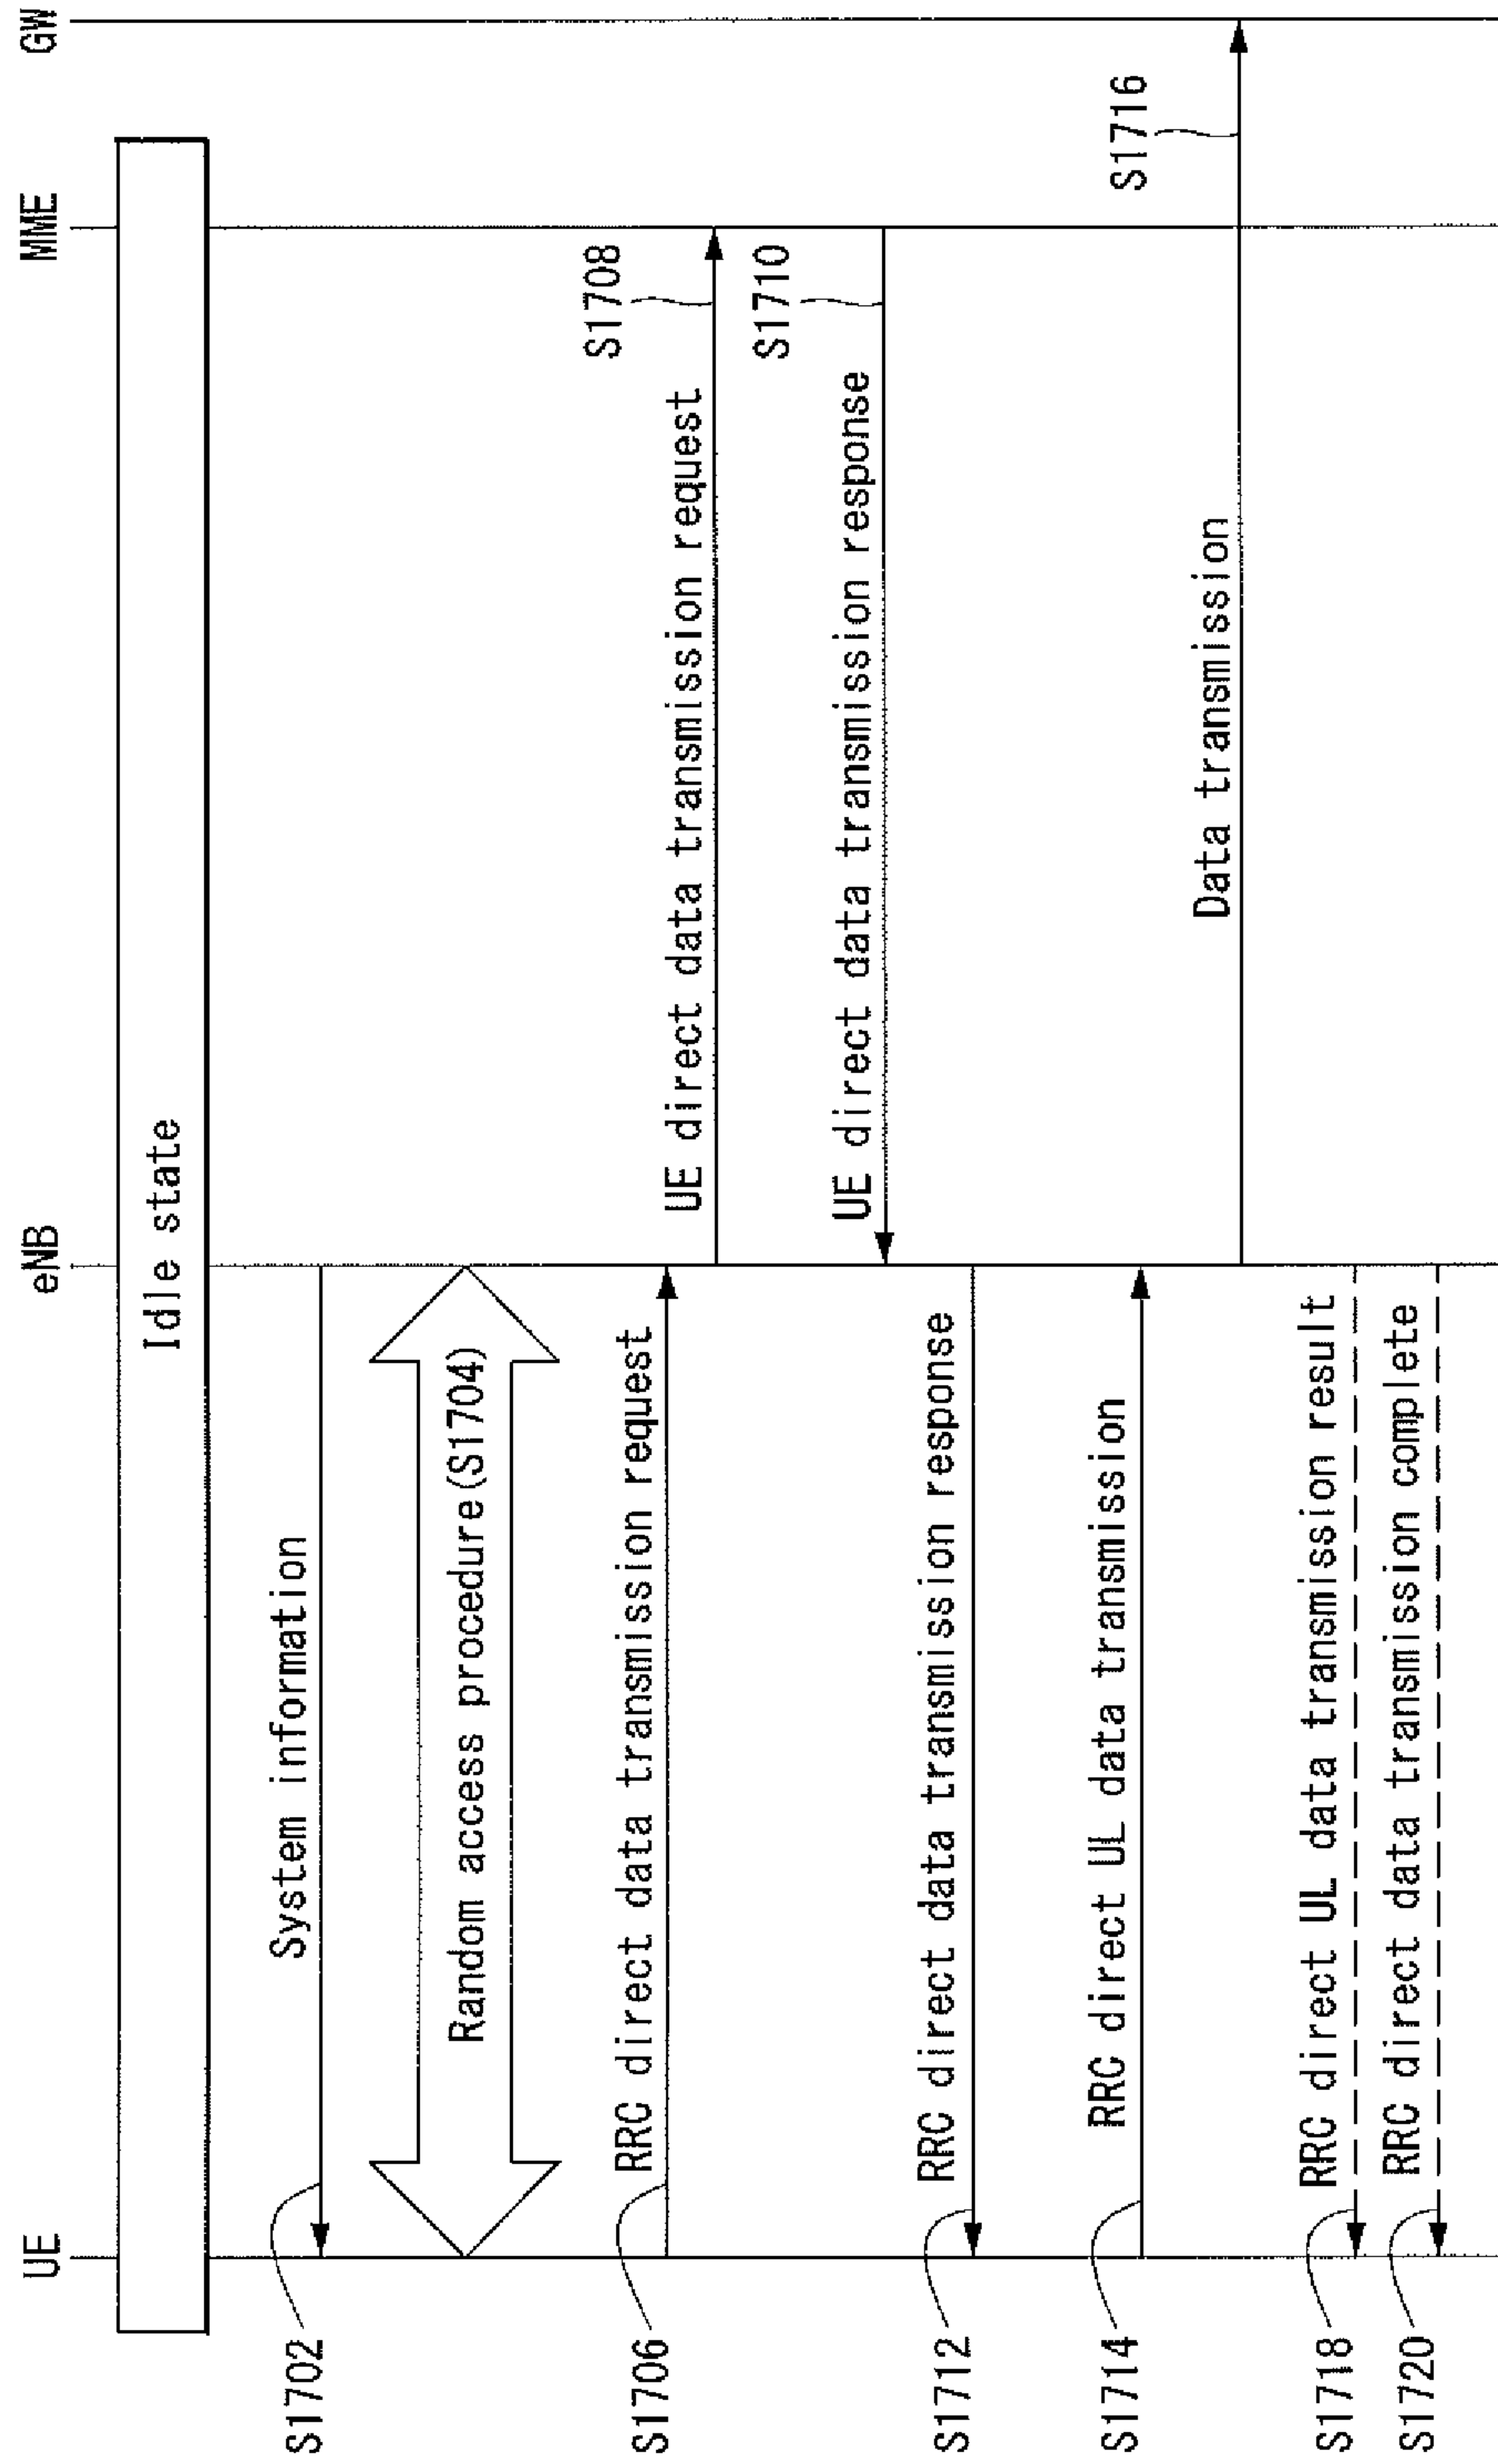 UE
eNB
MME
GW
Idle state
S1702
System information
Random access procedure(S1704)
S1706
RRC direct data transmission request
UE direct data transmission request
S1708
UE direct data transmission response
S1710
S1712
RRC direct data transmission response
S1714
RRC direct UL data transmission
Data transmission
S1716
S1718
RRC direct UL data transmission result
S1720
RRC direct data transmission complete